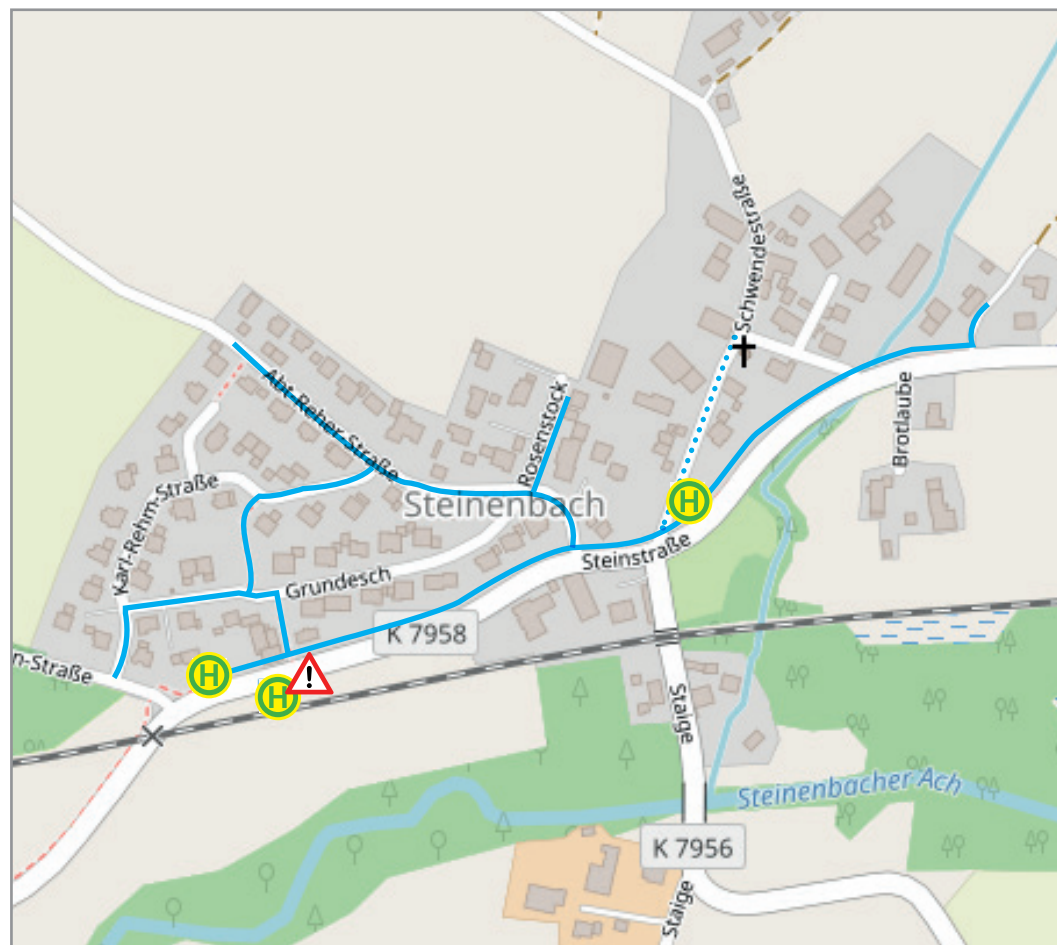 Schwendestraße
Abt-Reher-Straße
Rosenstock
Brotlaube
Karl-Rehm-Straße
Steinenbach
H
Steinstraße
Grundesch
K 7958
n-Straße
H
H
!
Staige
Steinenbacher Ach
K 7956
Staige